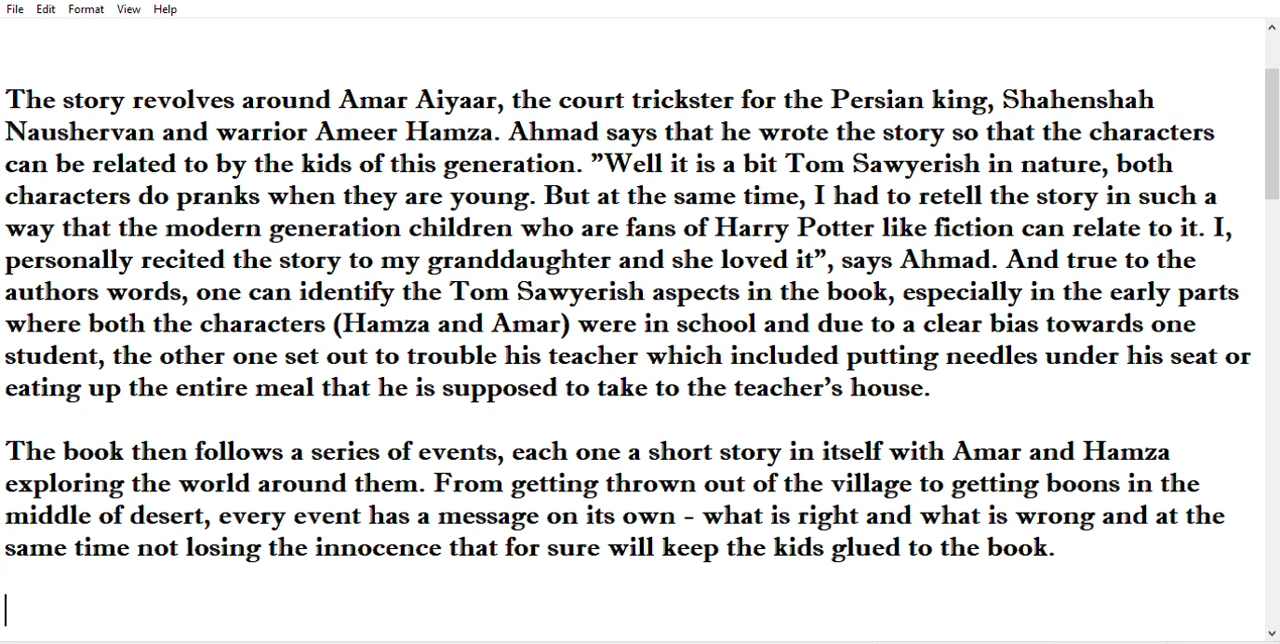 File Edit Format View Help
The story revolves around Amar Aiyaar, the court trickster for the Persian king, Shahenshah
Naushervan and warrior Ameer Hamza. Ahmad says that he wrote the story so that the characters
can be related to by the kids of this generation. ”Well it is a bit Tom Sawyerish in nature, both
characters do pranks when they are young. But at the same time, I had to retell the story in such a
way that the modern generation children who are fans of Harry Potter like fiction can relate to it. I,
personally recited the story to my granddaughter and she loved it”, says Ahmad. And true to the
authors words, one can identify the Tom Sawyerish aspects in the book, especially in the early parts
where both the characters (Hamza and Amar) were in school and due to a clear bias towards one
student, the other one set out to trouble his teacher which included putting needles under his seat or
eating up the entire meal that he is supposed to take to the teacher’s house.
The book then follows a series of events, each one a short story in itself with Amar and Hamza
exploring the world around them. From getting thrown out of the village to getting boons in the
middle of desert, every event has a message on its own - what is right and what is wrong and at the
same time not losing the innocence that for sure will keep the kids glued to the book.